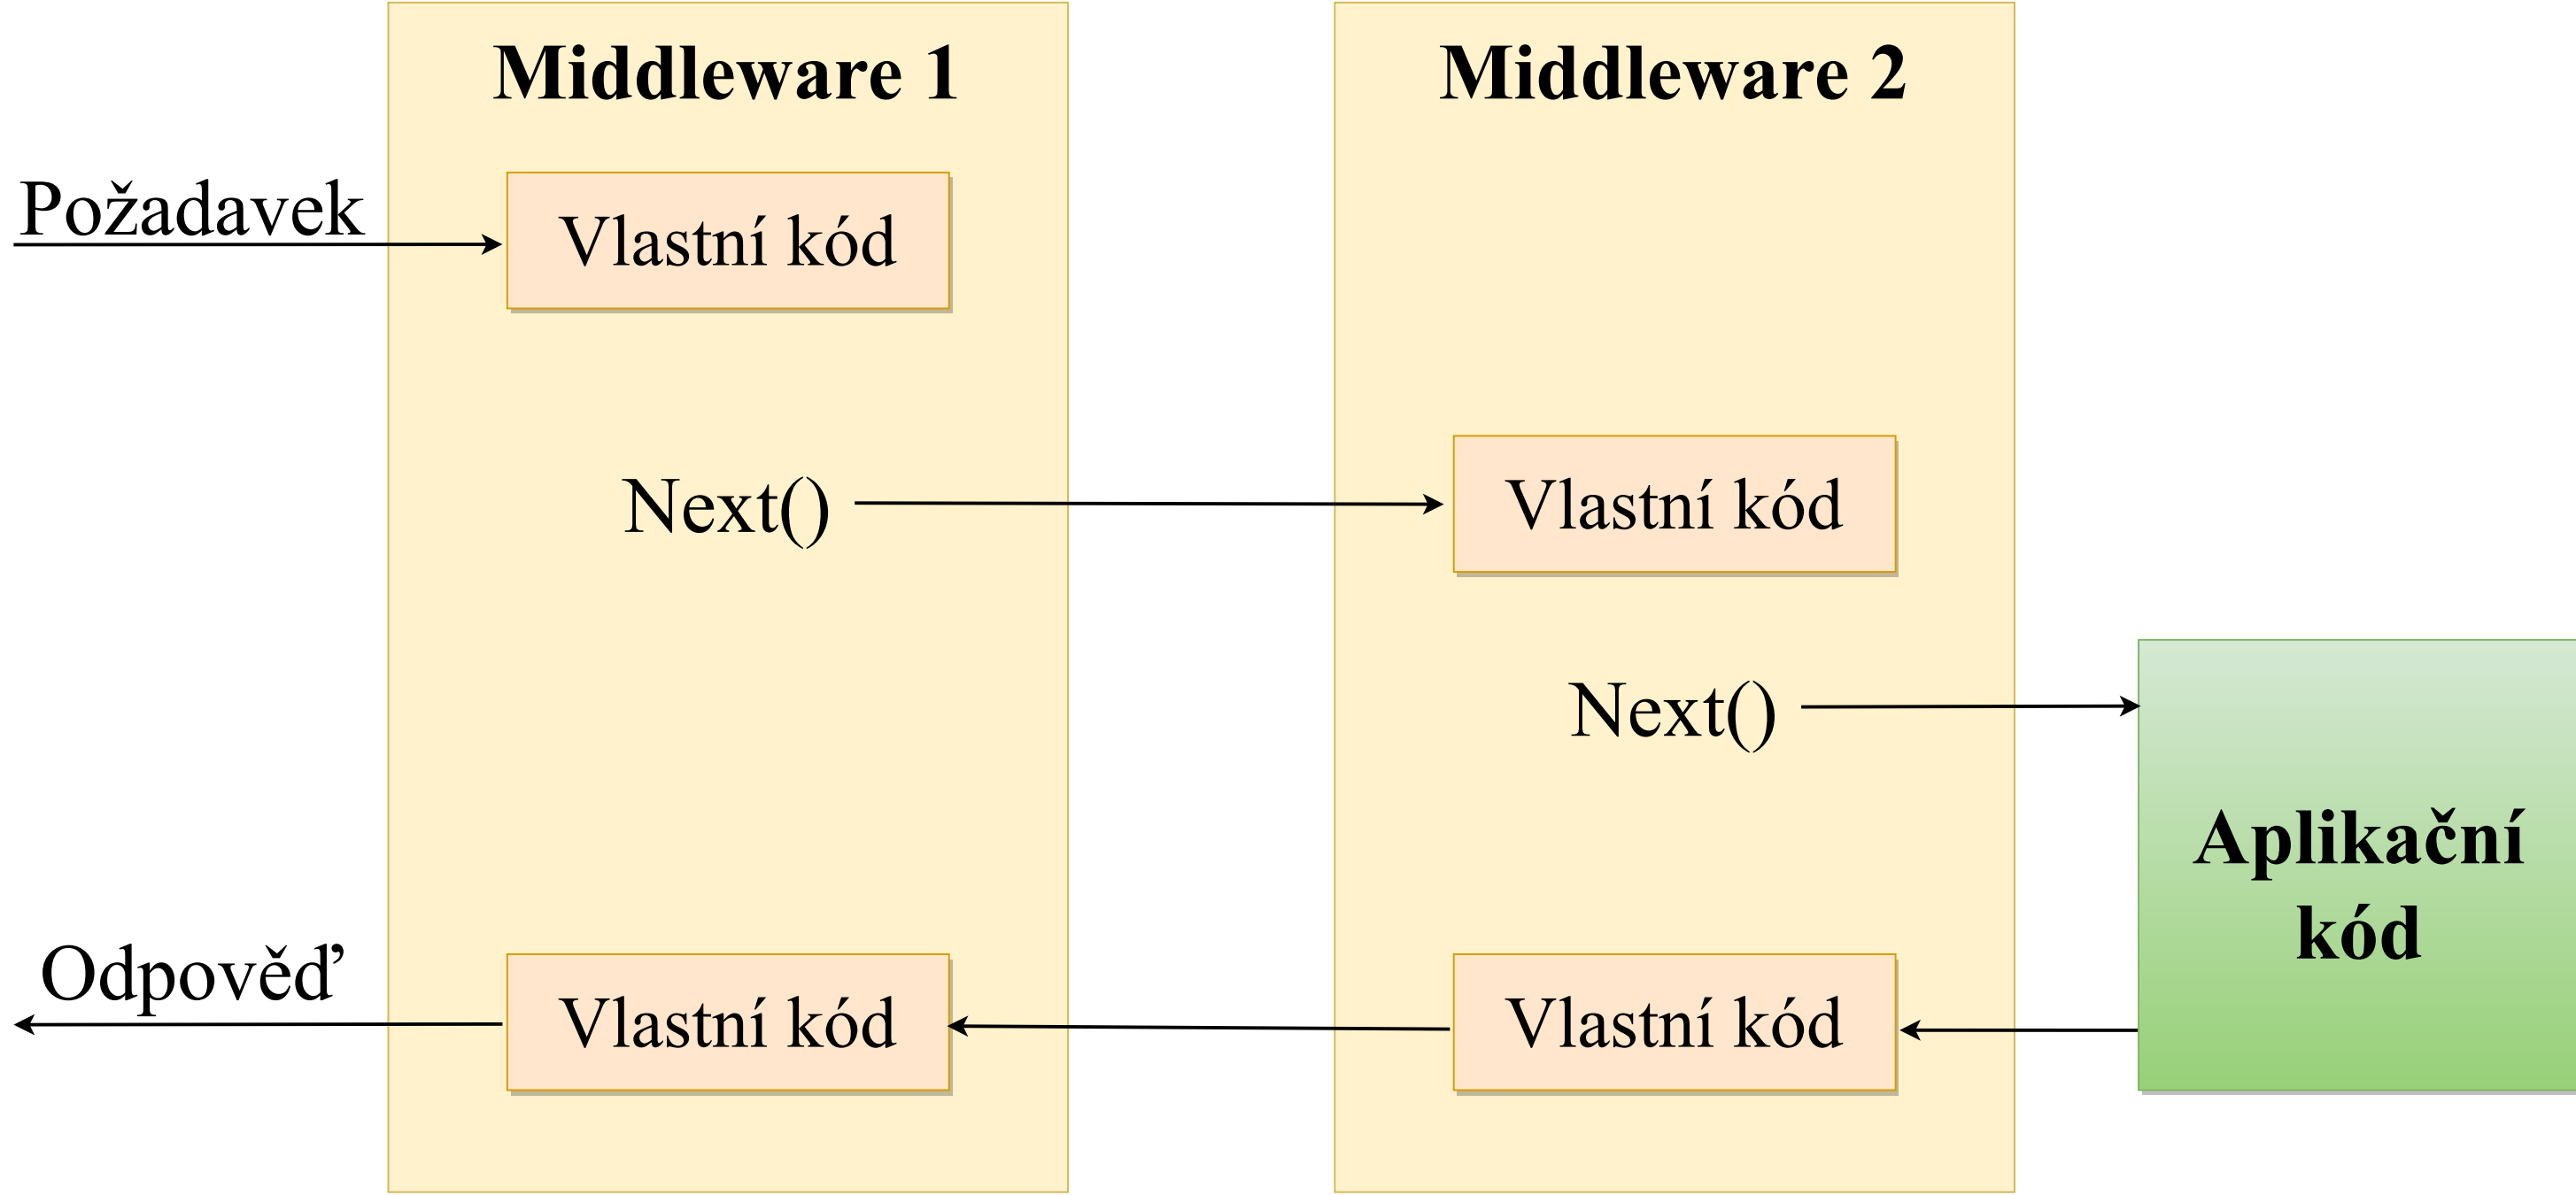 Middleware 1
Middleware 2
Požadavek
Vlastní kód
Next()
Vlastní kód
Next()
Aplikační
kód
Odpověď
Vlastní kód
Vlastní kód